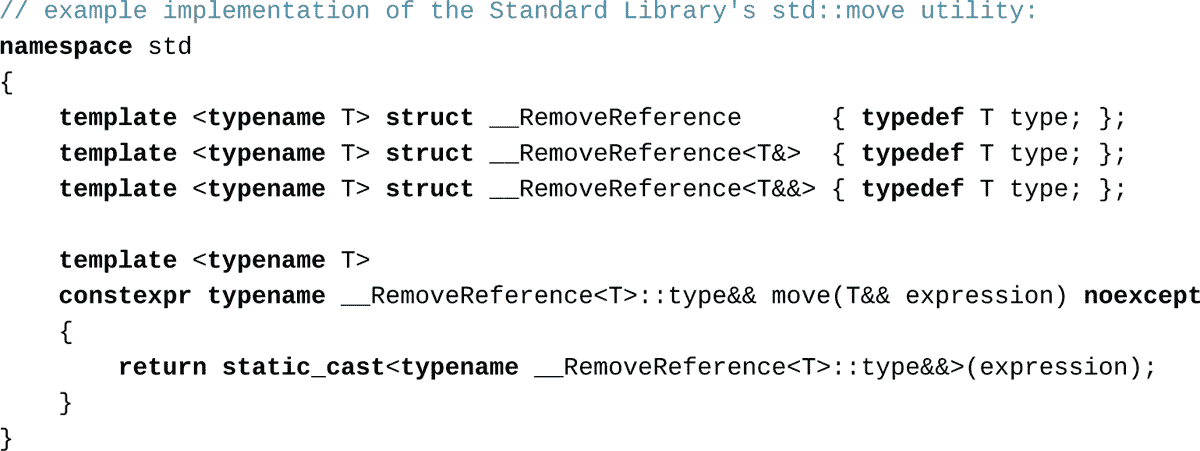 // example implementation of the Standard Library's std::move utility:
namespace std
{
    template <typename T> struct __RemoveReference      { typedef T type; };
    template <typename T> struct __RemoveReference<T&>  { typedef T type; };
    template <typename T> struct __RemoveReference<T&&> { typedef T type; };

    template <typename T>
    constexpr typename __RemoveReference<T>::type&& move(T&& expression) noexcept
    {
        return static_cast<typename __RemoveReference<T>::type&&>(expression);
    }
}